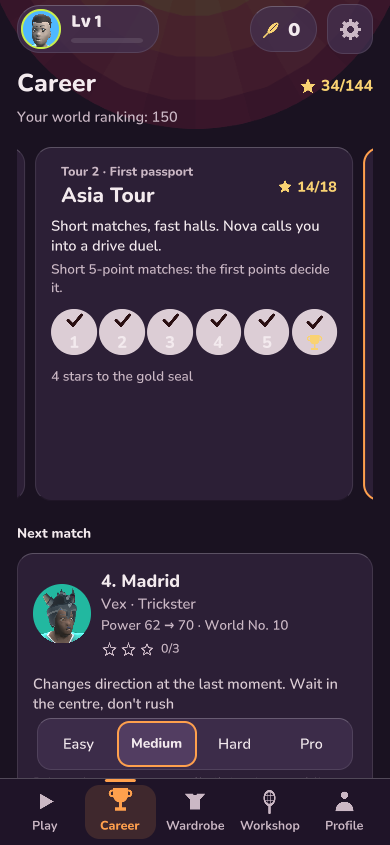 Lv 1
0
Career
34/144
Your world ranking: 150
Tour 2 · First passport
Asia Tour
14/18
Short matches, fast halls. Nova calls you
into a drive duel.
Short 5-point matches: the first points decide
it.
1 2 3 4 5
4 stars to the gold seal
Next match
4. Madrid
Vex · Trickster
Power 62 → 70 · World No. 10
0/3
Changes direction at the last moment. Wait in
the centre, don't rush
Easy Medium Hard Pro
Play Career Wardrobe Workshop Profile